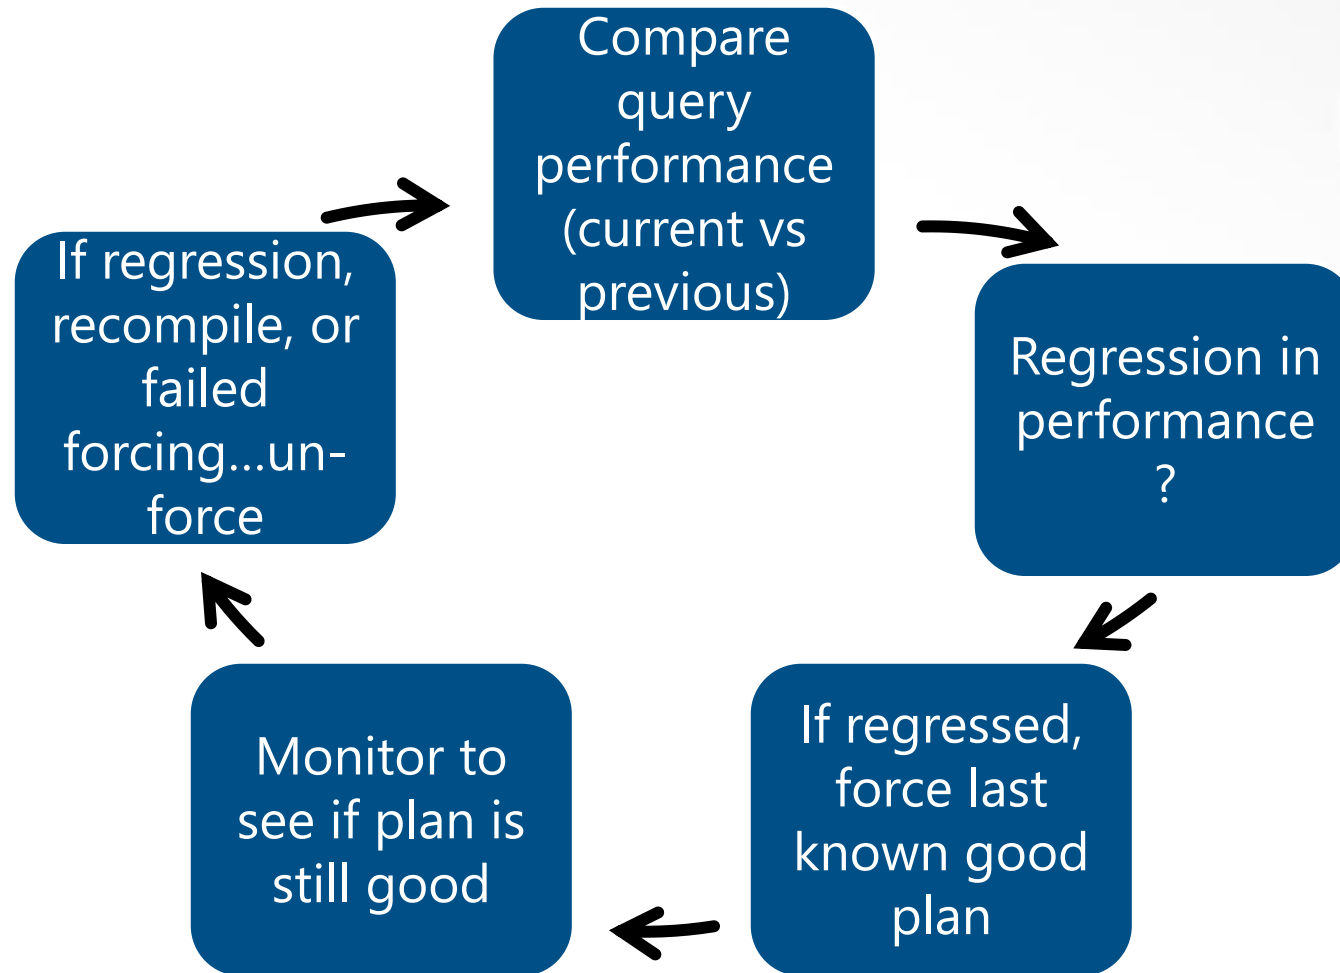 Compare
query
performance
(current vs
previous)
Regression in
performance
?
If regressed,
force last
known good
plan
Monitor to
see if plan is
still good
If regression,
recompile, or
failed
forcing...un-
force